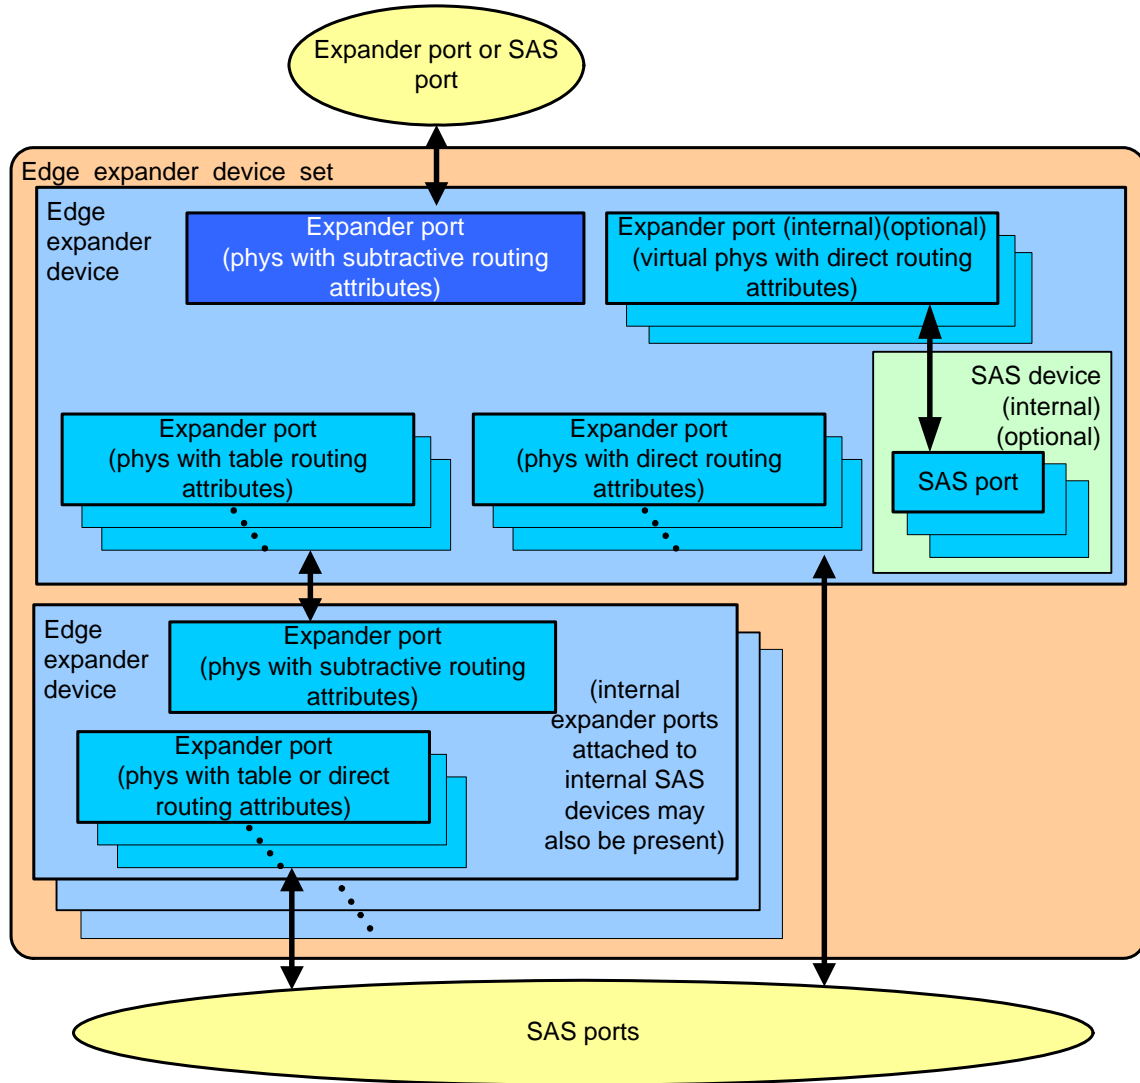 Expander port or SAS
port
Edge expander device set
Edge
expander
device
Expander port
(phys with subtractive routing
attributes)
Expander port (internal)(optional)
(virtual phys with direct routing
attributes)
SAS device
(internal)
(optional)
SAS port
Expander port
(phys with table routing
attributes)
Expander port
(phys with direct routing
attributes)
Edge
expander
device
Expander port
(phys with subtractive routing
attributes)
(internal
expander ports
attached to
internal SAS
devices may
also be present)
Expander port
(phys with table or direct
routing attributes)
SAS ports